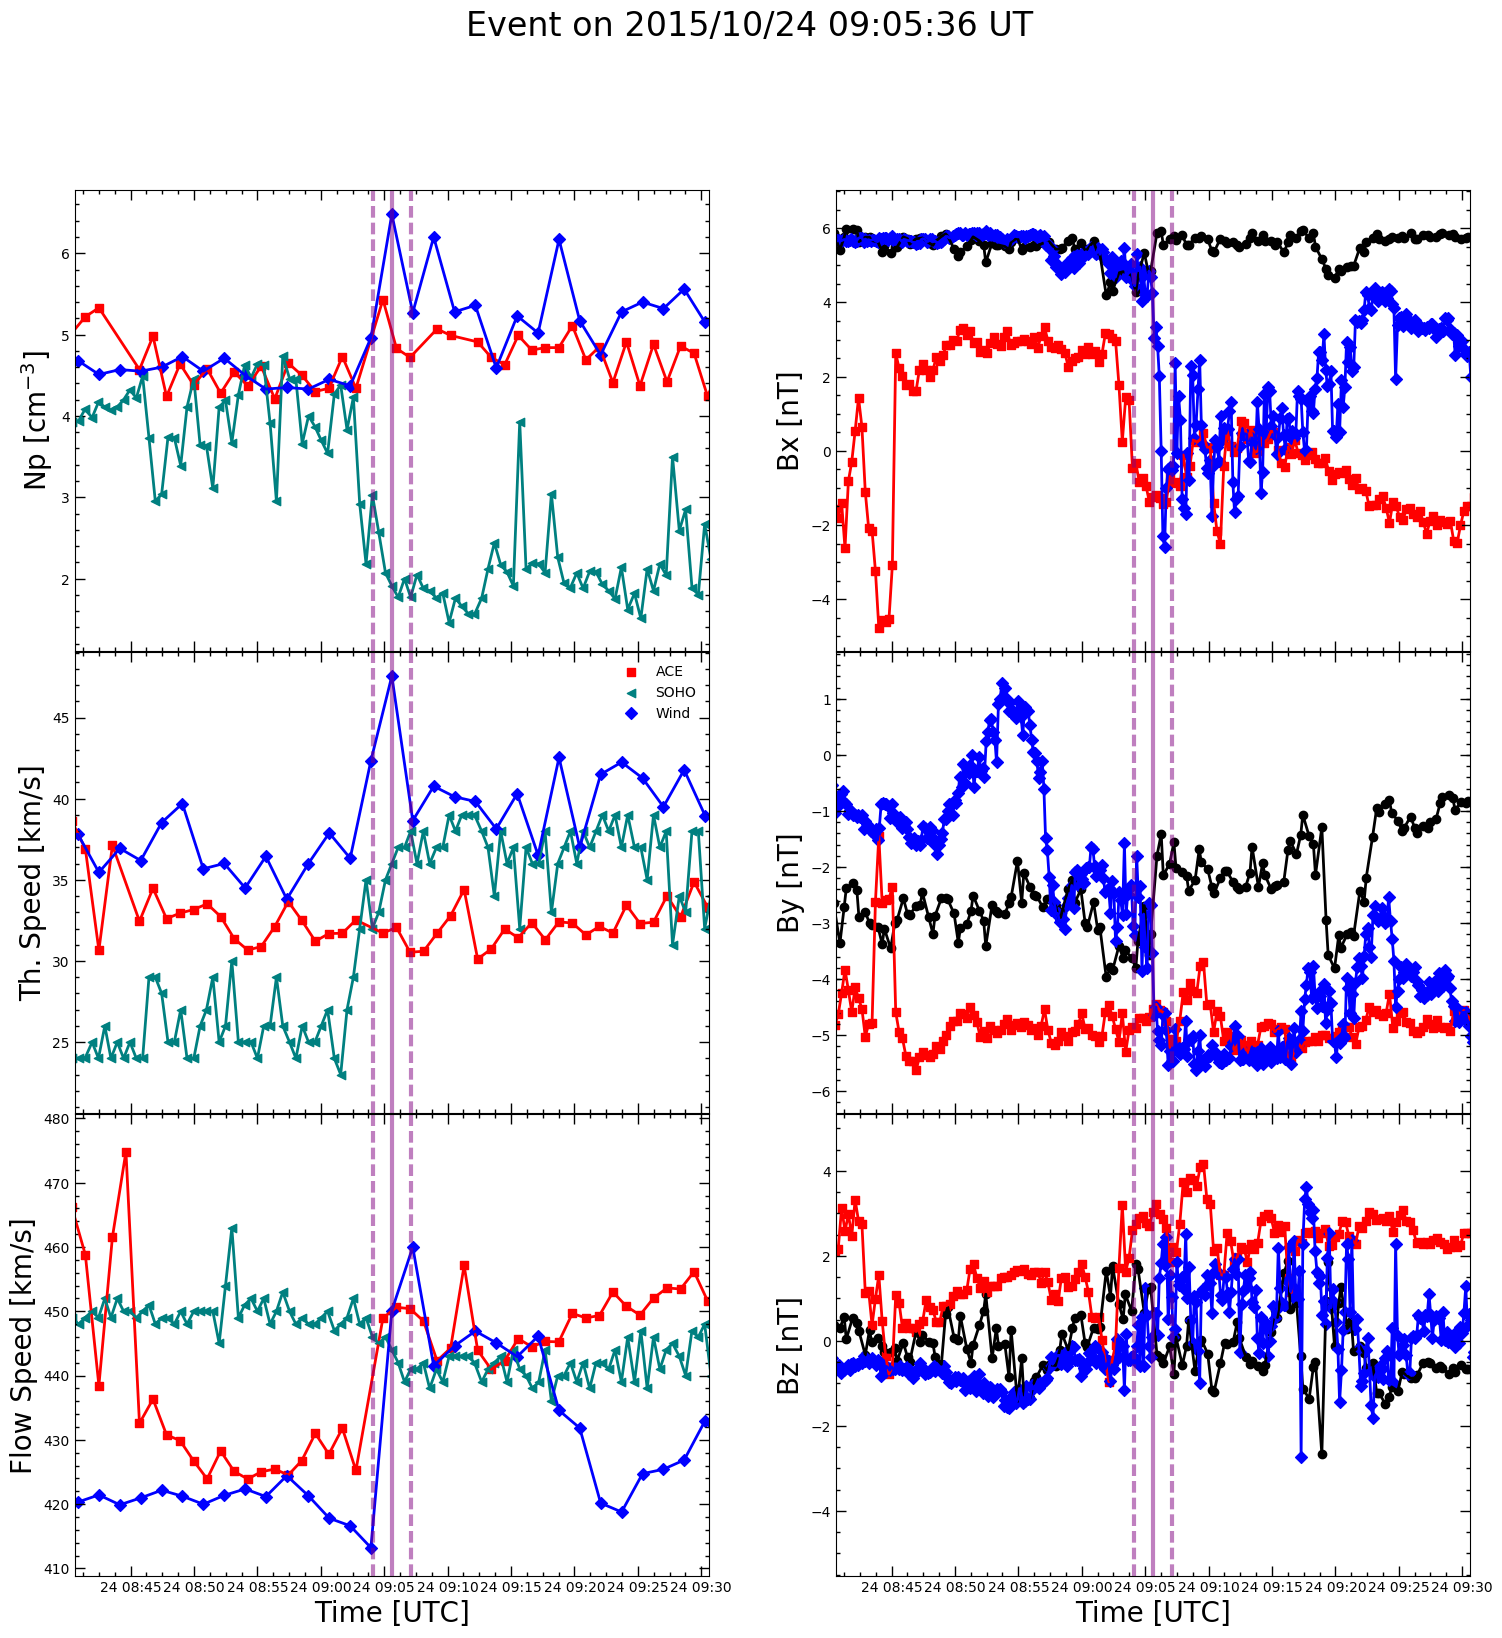 Event on 2015/10/24 09:05:36 UT
Np [cm⁻³]
6
5
4
3
2
Bx [nT]
6
4
2
0
−2
−4
Th. Speed [km/s]
45
40
35
30
25
ACE
SOHO
Wind
By [nT]
1
0
−1
−2
−3
−4
−5
−6
Flow Speed [km/s]
480
470
460
450
440
430
420
410
Bz [nT]
4
2
0
−2
−4
24 08:45 24 08:50 24 08:55 24 09:00 24 09:05 24 09:10 24 09:15 24 09:20 24 09:25 24 09:30
Time [UTC]
24 08:45 24 08:50 24 08:55 24 09:00 24 09:05 24 09:10 24 09:15 24 09:20 24 09:25 24 09:30
Time [UTC]